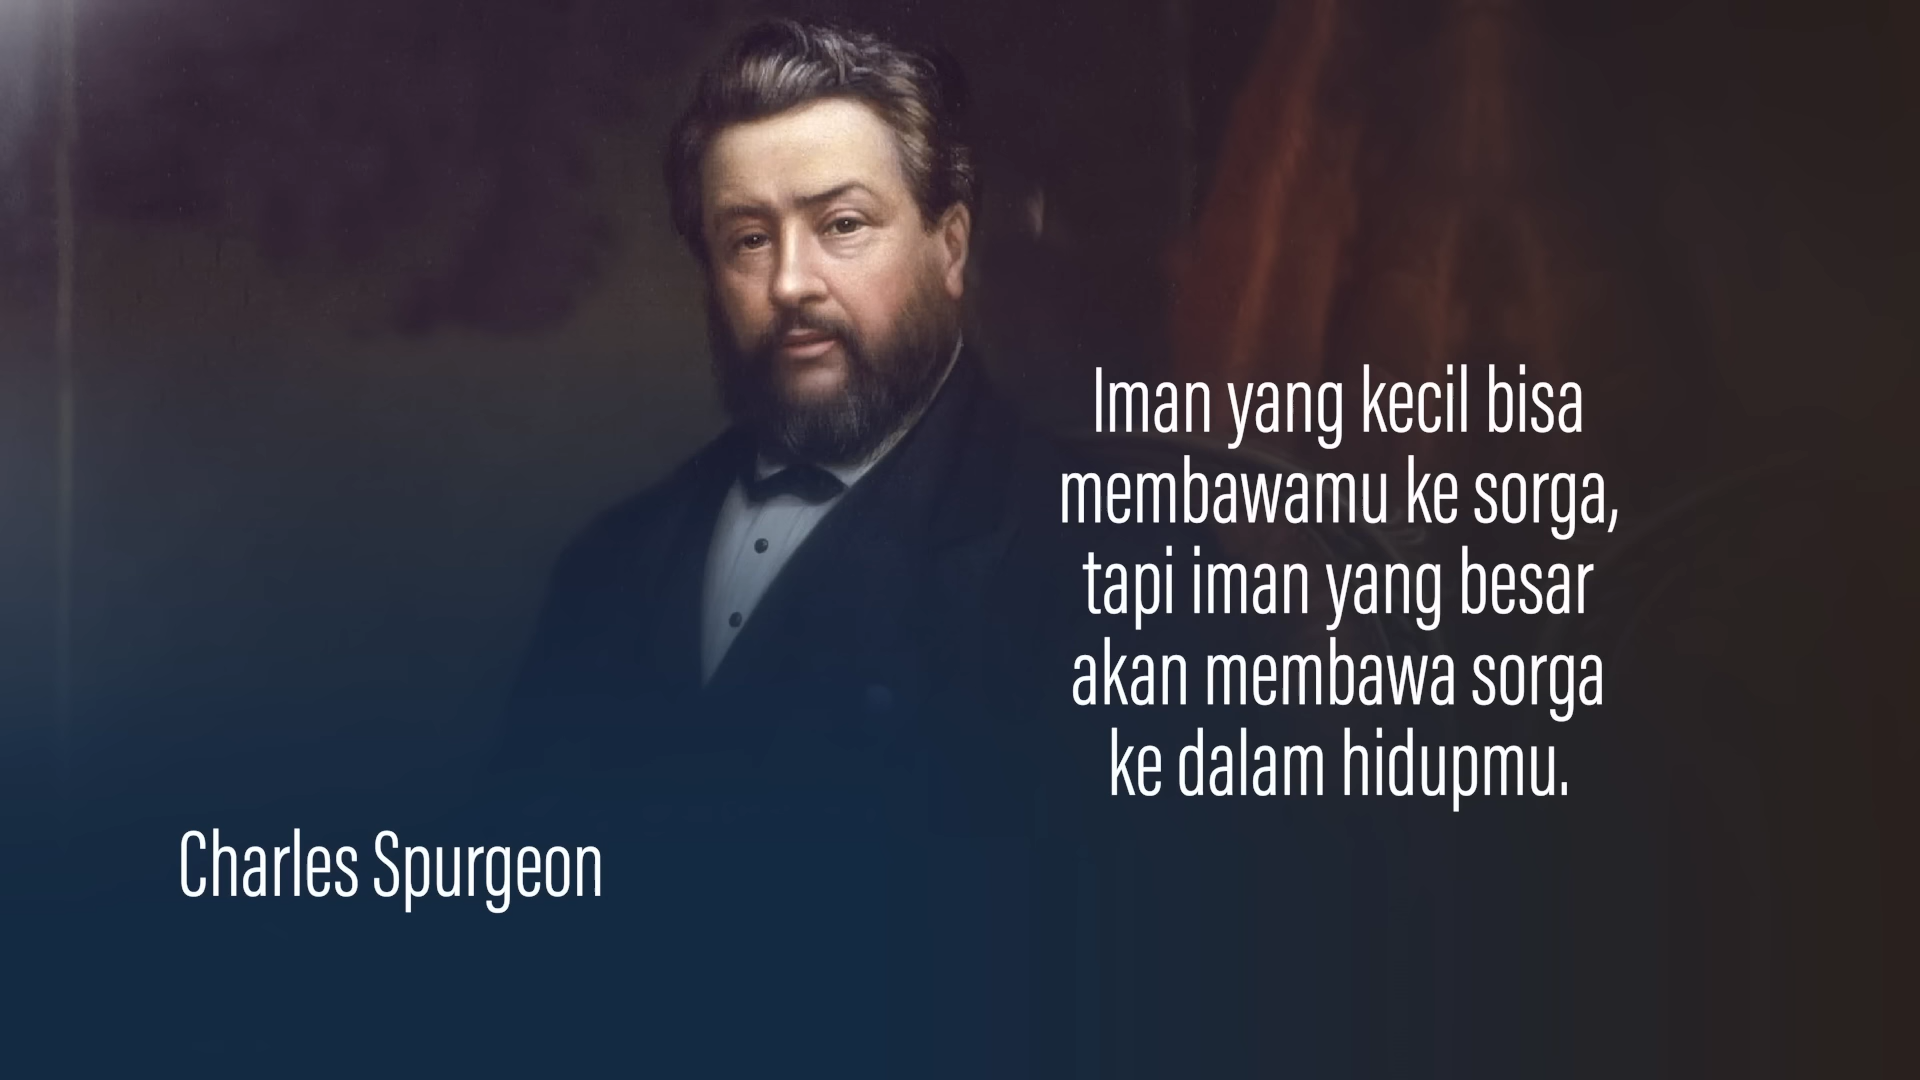 Iman yang kecil bisa
membawamu ke sorga,
tapi iman yang besar
akan membawa sorga
ke dalam hidupmu.
Charles Spurgeon